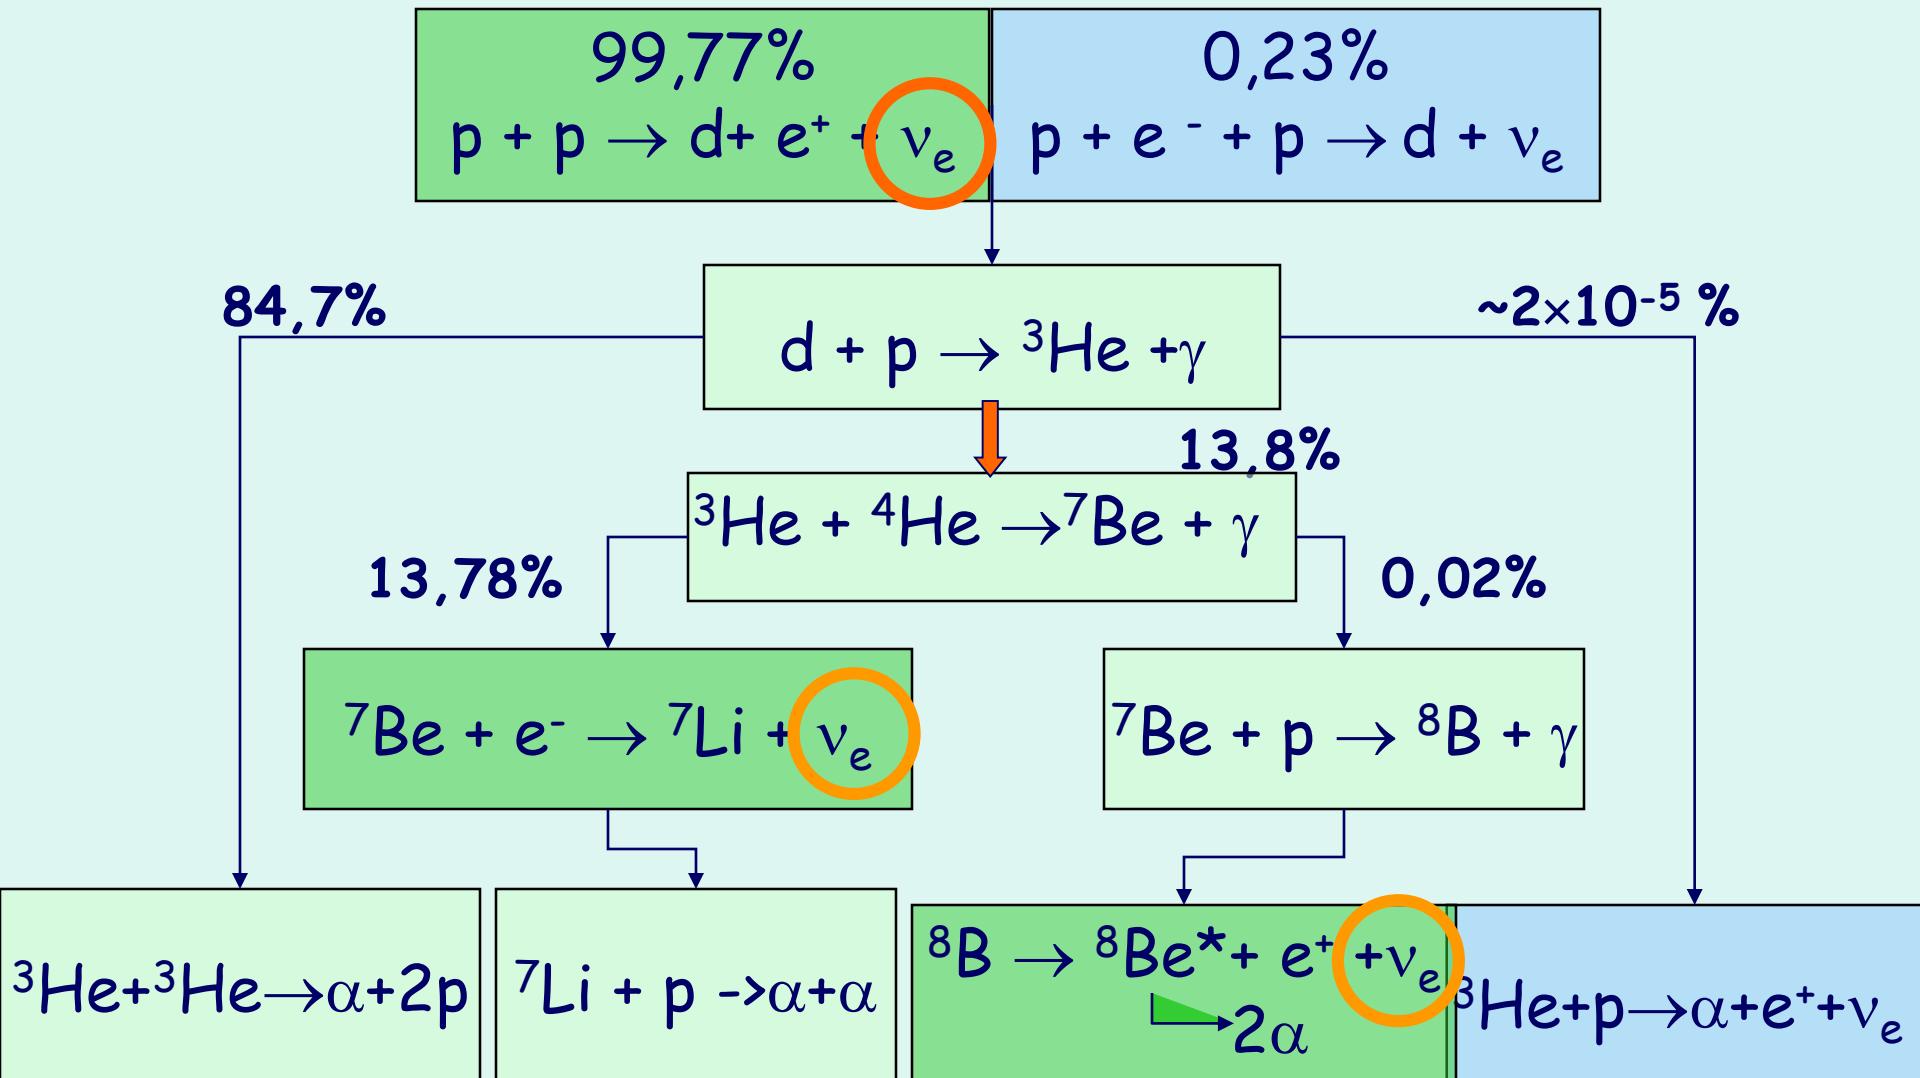 99,77%
p + p → d+ e⁺ + νₑ
0,23%
p + e ⁻ + p → d + νₑ
84,7%
~2×10⁻⁵ %
d + p → ³He +γ
13,8%
³He + ⁴He →⁷Be + γ
13,78%
0,02%
⁷Be + e⁻ → ⁷Li + νₑ
⁷Be + p → ⁸B + γ
³He+³He→α+2p
⁷Li + p ->α+α
⁸B → ⁸Be*+ e⁺ +νₑ
2α
³He+p→α+e⁺+νₑ